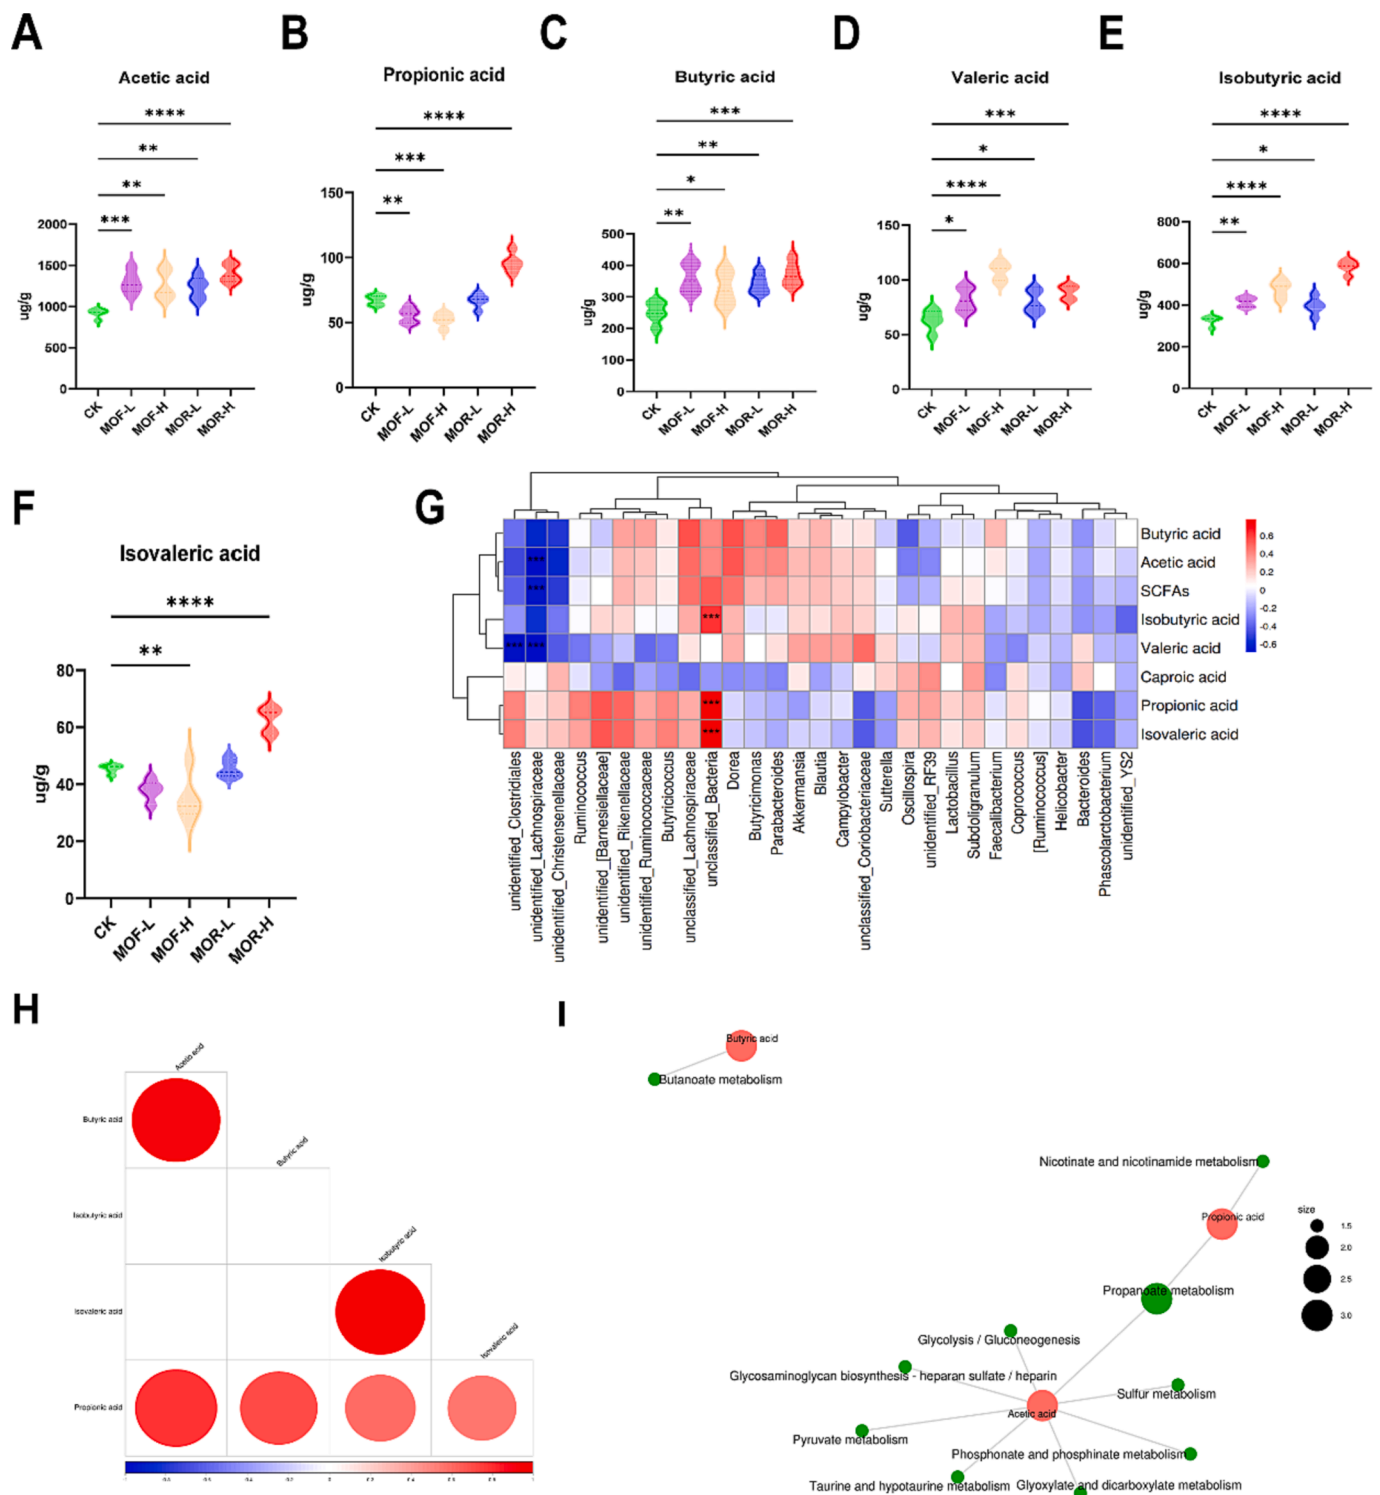 A
B
C
D
E
Acetic acid
Propionic acid
Butyric acid
Valeric acid
Isobutyric acid
****
**
**
***
2000
1500
1000
500
0
ug/g
CK
MOF-L
MOF-H
MOR-L
MOR-H
****
***
**
150
100
50
0
ug/g
CK
MOF-L
MOF-H
MOR-L
MOR-H
***
**
*
**
500
400
300
200
100
0
ug/g
CK
MOF-L
MOF-H
MOR-L
MOR-H
***
*
****
*
150
100
50
0
ug/g
CK
MOF-L
MOF-H
MOR-L
MOR-H
****
*
****
**
800
600
400
200
0
ug/g
CK
MOF-L
MOF-H
MOR-L
MOR-H
F
Isovaleric acid
****
**
80
60
40
20
0
ug/g
CK
MOF-L
MOF-H
MOR-L
MOR-H
G
Butyric acid
*** Acetic acid
*** SCFAs
*** Isobutyric acid
*** *** Valeric acid
Caproic acid
*** Propionic acid
*** Isovaleric acid
0.6
0.4
0.2
0
-0.2
-0.4
-0.6
unidentified_Clostridiales
unidentified_Lachnospiraceae
unidentified_Christensenellaceae
Ruminococcus
unidentified_[Barnesiellaceae]
unidentified_Rikenellaceae
unidentified_Ruminococcaceae
Butyricicoccus
unclassified_Lachnospiraceae
unclassified_Bacteria
Dorea
Butyricimonas
Parabacteroides
Akkermansia
Blautia
Campylobacter
unclassified_Coriobacteriaceae
Sutterella
Oscillospira
unidentified_RF39
Lactobacillus
Subdoligranulum
Faecalibacterium
Coprococcus
[Ruminococcus]
Helicobacter
Bacteroides
Phascolarctobacterium
unidentified_YS2
H
Acetic acid
Butyric acid
Butyric acid
Isobutyric acid
Isobutyric acid
Isovaleric acid
Isovaleric acid
Propionic acid
I
Butyric acid
Butanoate metabolism
Nicotinate and nicotinamide metabolism
Propionic acid
Propanoate metabolism
Glycolysis / Gluconeogenesis
Glycosaminoglycan biosynthesis - heparan sulfate / heparin
Sulfur metabolism
Acetic acid
Pyruvate metabolism
Phosphonate and phosphinate metabolism
Taurine and hypotaurine metabolism
Glyoxylate and dicarboxylate metabolism
size
1.5
2.0
2.5
3.0